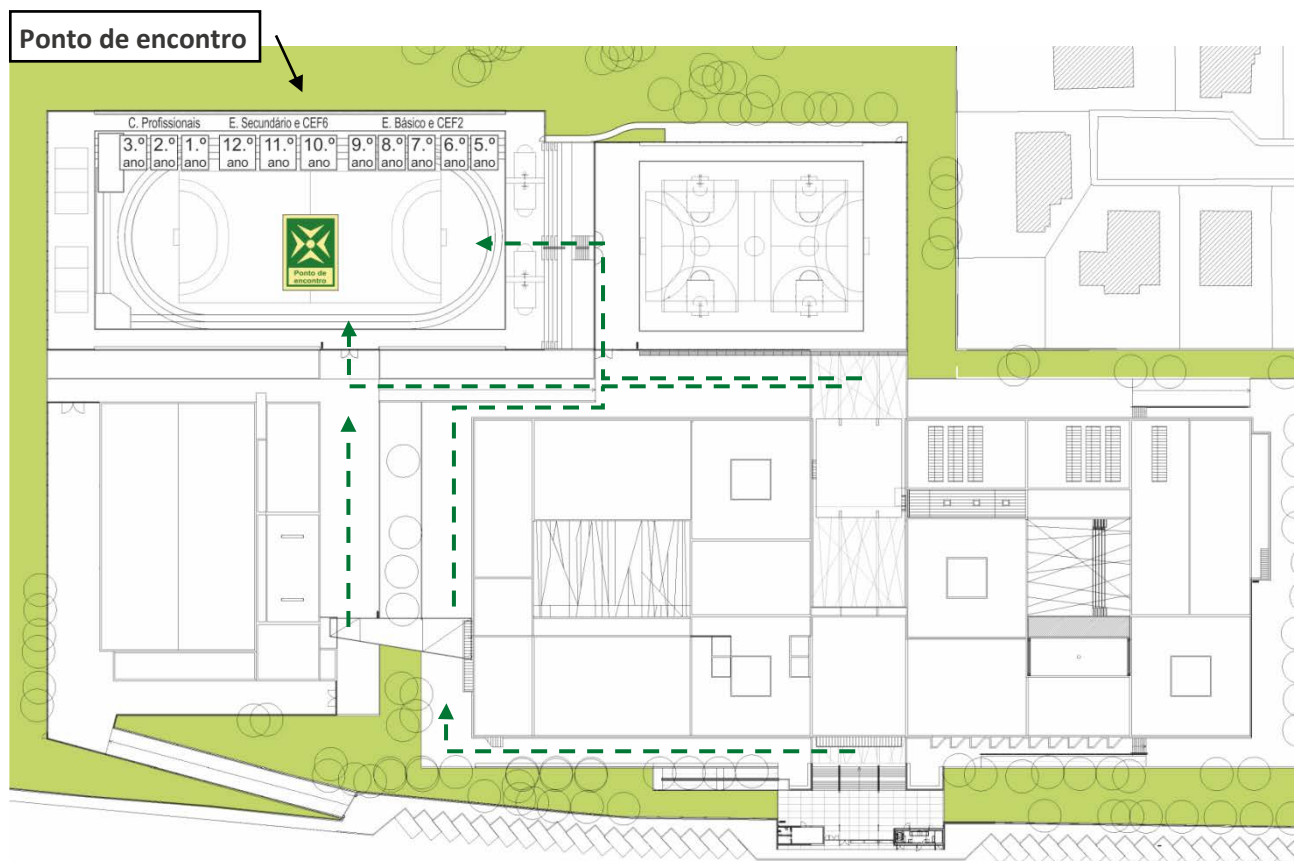 Ponto de encontro
C. Profissionais E. Secundário e CEF6 E. Básico e CEF2
3.º 2.º 1.º 12.º 11.º 10.º 9.º 8.º 7.º 6.º 5.º
ano ano ano ano ano ano ano ano ano ano ano
Ponto de
encontro